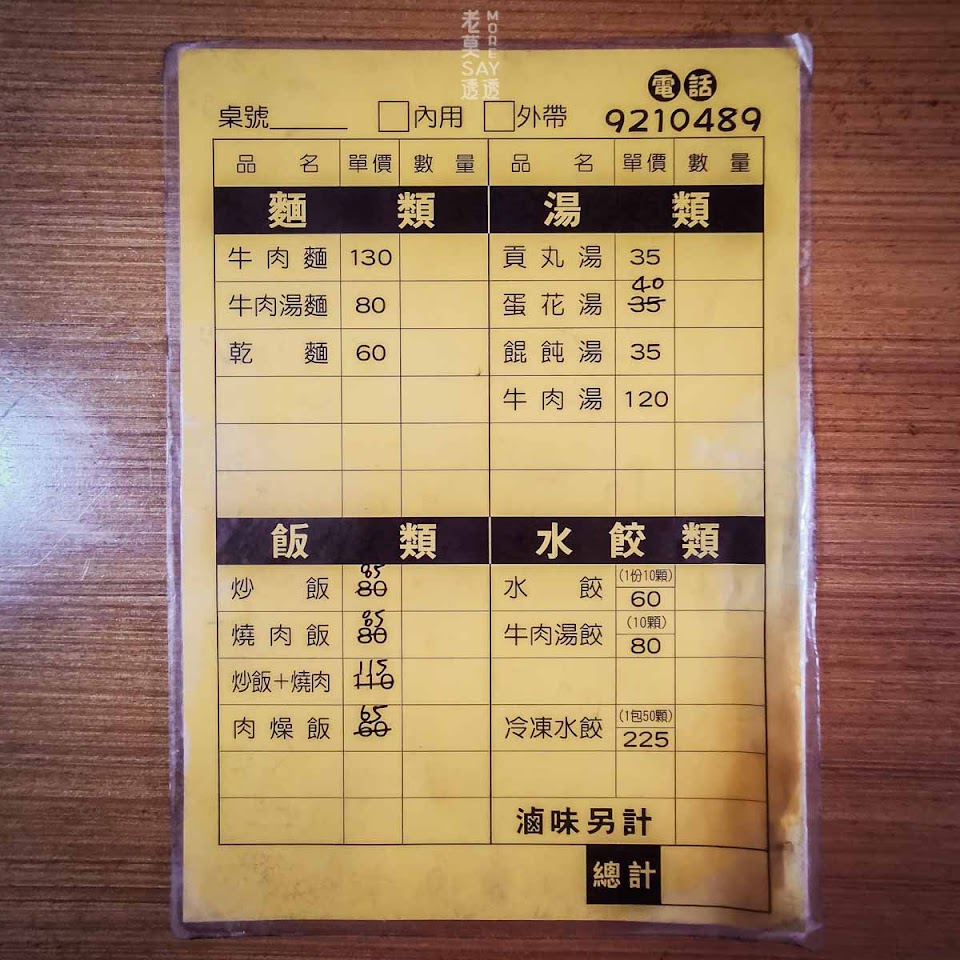 老莫SAY透透
MORE
電話
桌號 □內用 □外帶 9210489
品名 單價 數量 品名 單價 數量
麵類 湯類
牛肉麵 130 貢丸湯 35
牛肉湯麵 80 蛋花湯 40 35
乾麵 60 餛飩湯 35
牛肉湯 120
飯類 水餃類
炒飯 85 80 水餃 (1份10顆) 60
燒肉飯 85 80 牛肉湯餃 (10顆) 80
炒飯+燒肉 115 110
肉燥飯 65 60 冷凍水餃 (1包50顆) 225
滷味另計
總計